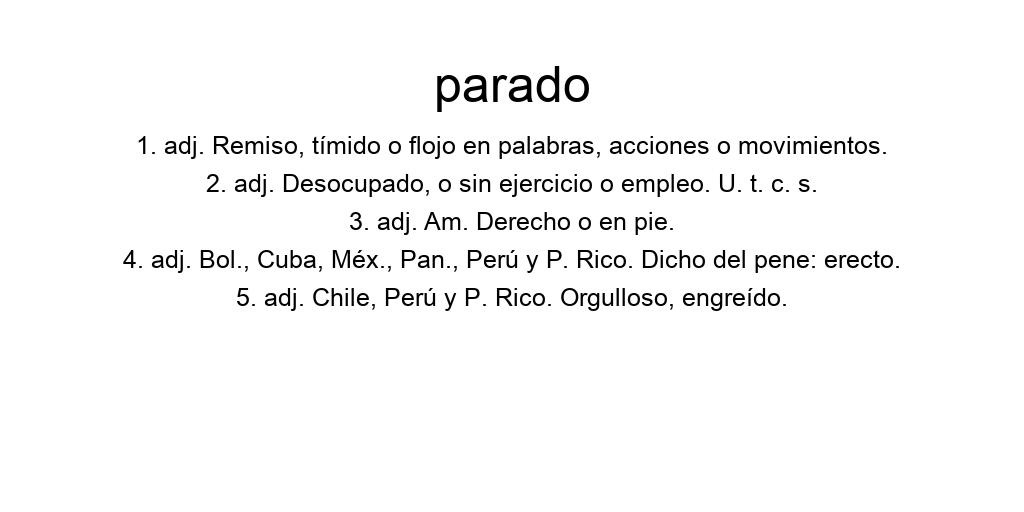 parado
1. adj. Remiso, tímido o flojo en palabras, acciones o movimientos.
2. adj. Desocupado, o sin ejercicio o empleo. U. t. c. s.
3. adj. Am. Derecho o en pie.
4. adj. Bol., Cuba, Méx., Pan., Perú y P. Rico. Dicho del pene: erecto.
5. adj. Chile, Perú y P. Rico. Orgulloso, engreído.